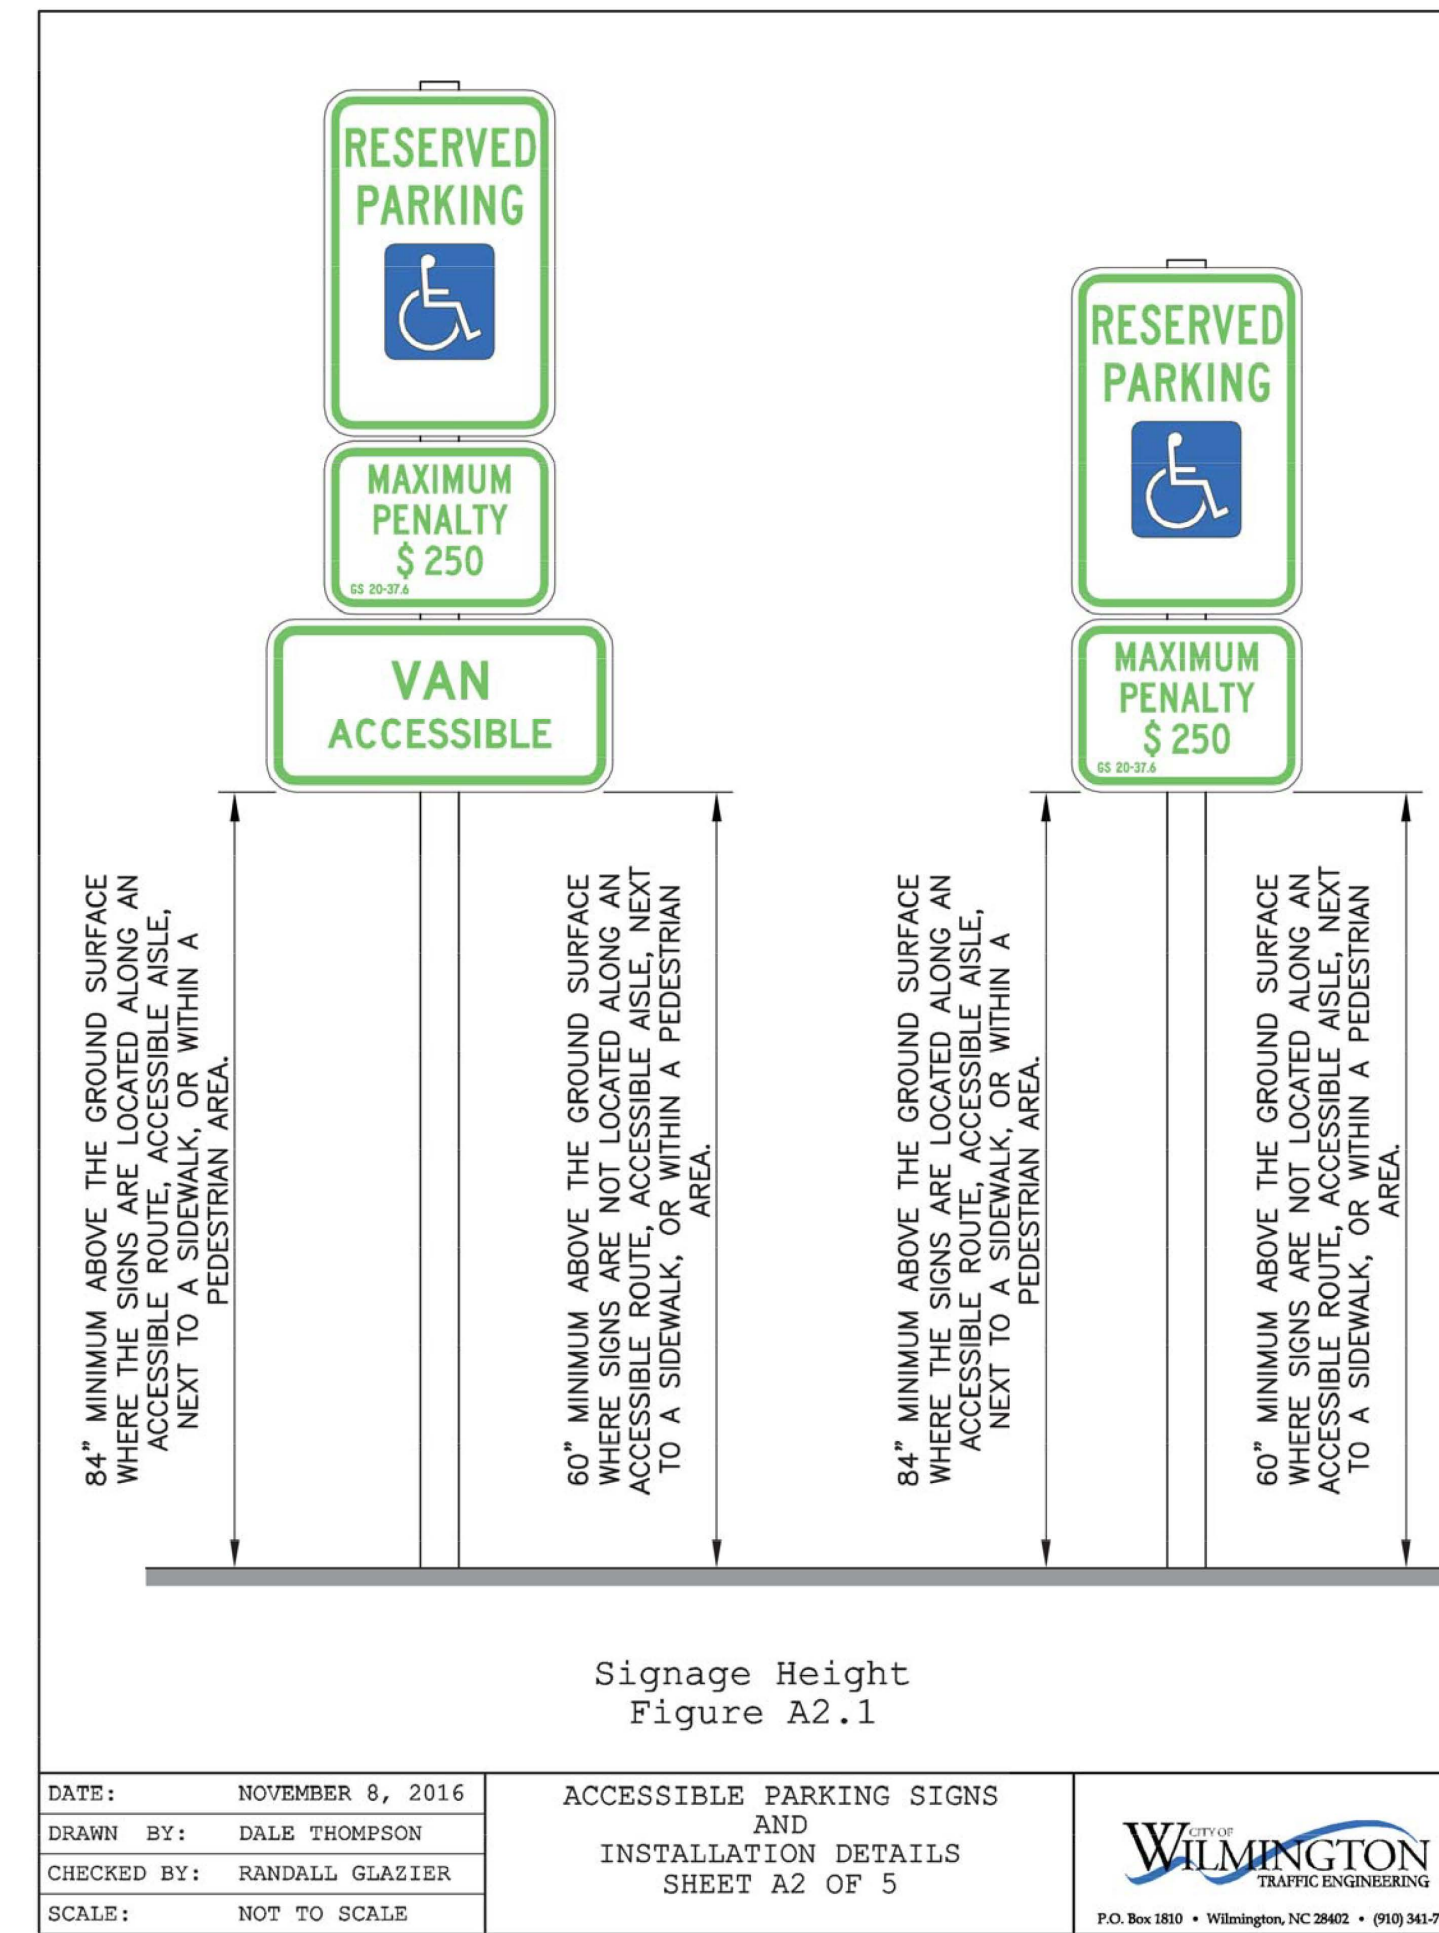 RESERVED
PARKING
MAXIMUM
PENALTY
$ 250
GS 20-37.6
VAN
ACCESSIBLE
RESERVED
PARKING
MAXIMUM
PENALTY
$ 250
GS 20-37.6
84" MINIMUM ABOVE THE GROUND SURFACE
WHERE THE SIGNS ARE LOCATED ALONG AN
ACCESSIBLE ROUTE, ACCESSIBLE AISLE,
NEXT TO A SIDEWALK, OR WITHIN A
PEDESTRIAN AREA.
60" MINIMUM ABOVE THE GROUND SURFACE
WHERE SIGNS ARE NOT LOCATED ALONG AN
ACCESSIBLE ROUTE, ACCESSIBLE AISLE, NEXT
TO A SIDEWALK, OR WITHIN A PEDESTRIAN
AREA.
84" MINIMUM ABOVE THE GROUND SURFACE
WHERE THE SIGNS ARE LOCATED ALONG AN
ACCESSIBLE ROUTE, ACCESSIBLE AISLE,
NEXT TO A SIDEWALK, OR WITHIN A
PEDESTRIAN AREA.
60" MINIMUM ABOVE THE GROUND SURFACE
WHERE SIGNS ARE NOT LOCATED ALONG AN
ACCESSIBLE ROUTE, ACCESSIBLE AISLE, NEXT
TO A SIDEWALK, OR WITHIN A PEDESTRIAN
AREA.
Signage Height
Figure A2.1
DATE: NOVEMBER 8, 2016
DRAWN BY: DALE THOMPSON
CHECKED BY: RANDALL GLAZIER
SCALE: NOT TO SCALE
ACCESSIBLE PARKING SIGNS
AND
INSTALLATION DETAILS
SHEET A2 OF 5
CITY OF
WILMINGTON
TRAFFIC ENGINEERING
P.O. Box 1810 • Wilmington, NC 28402 • (910) 341-7